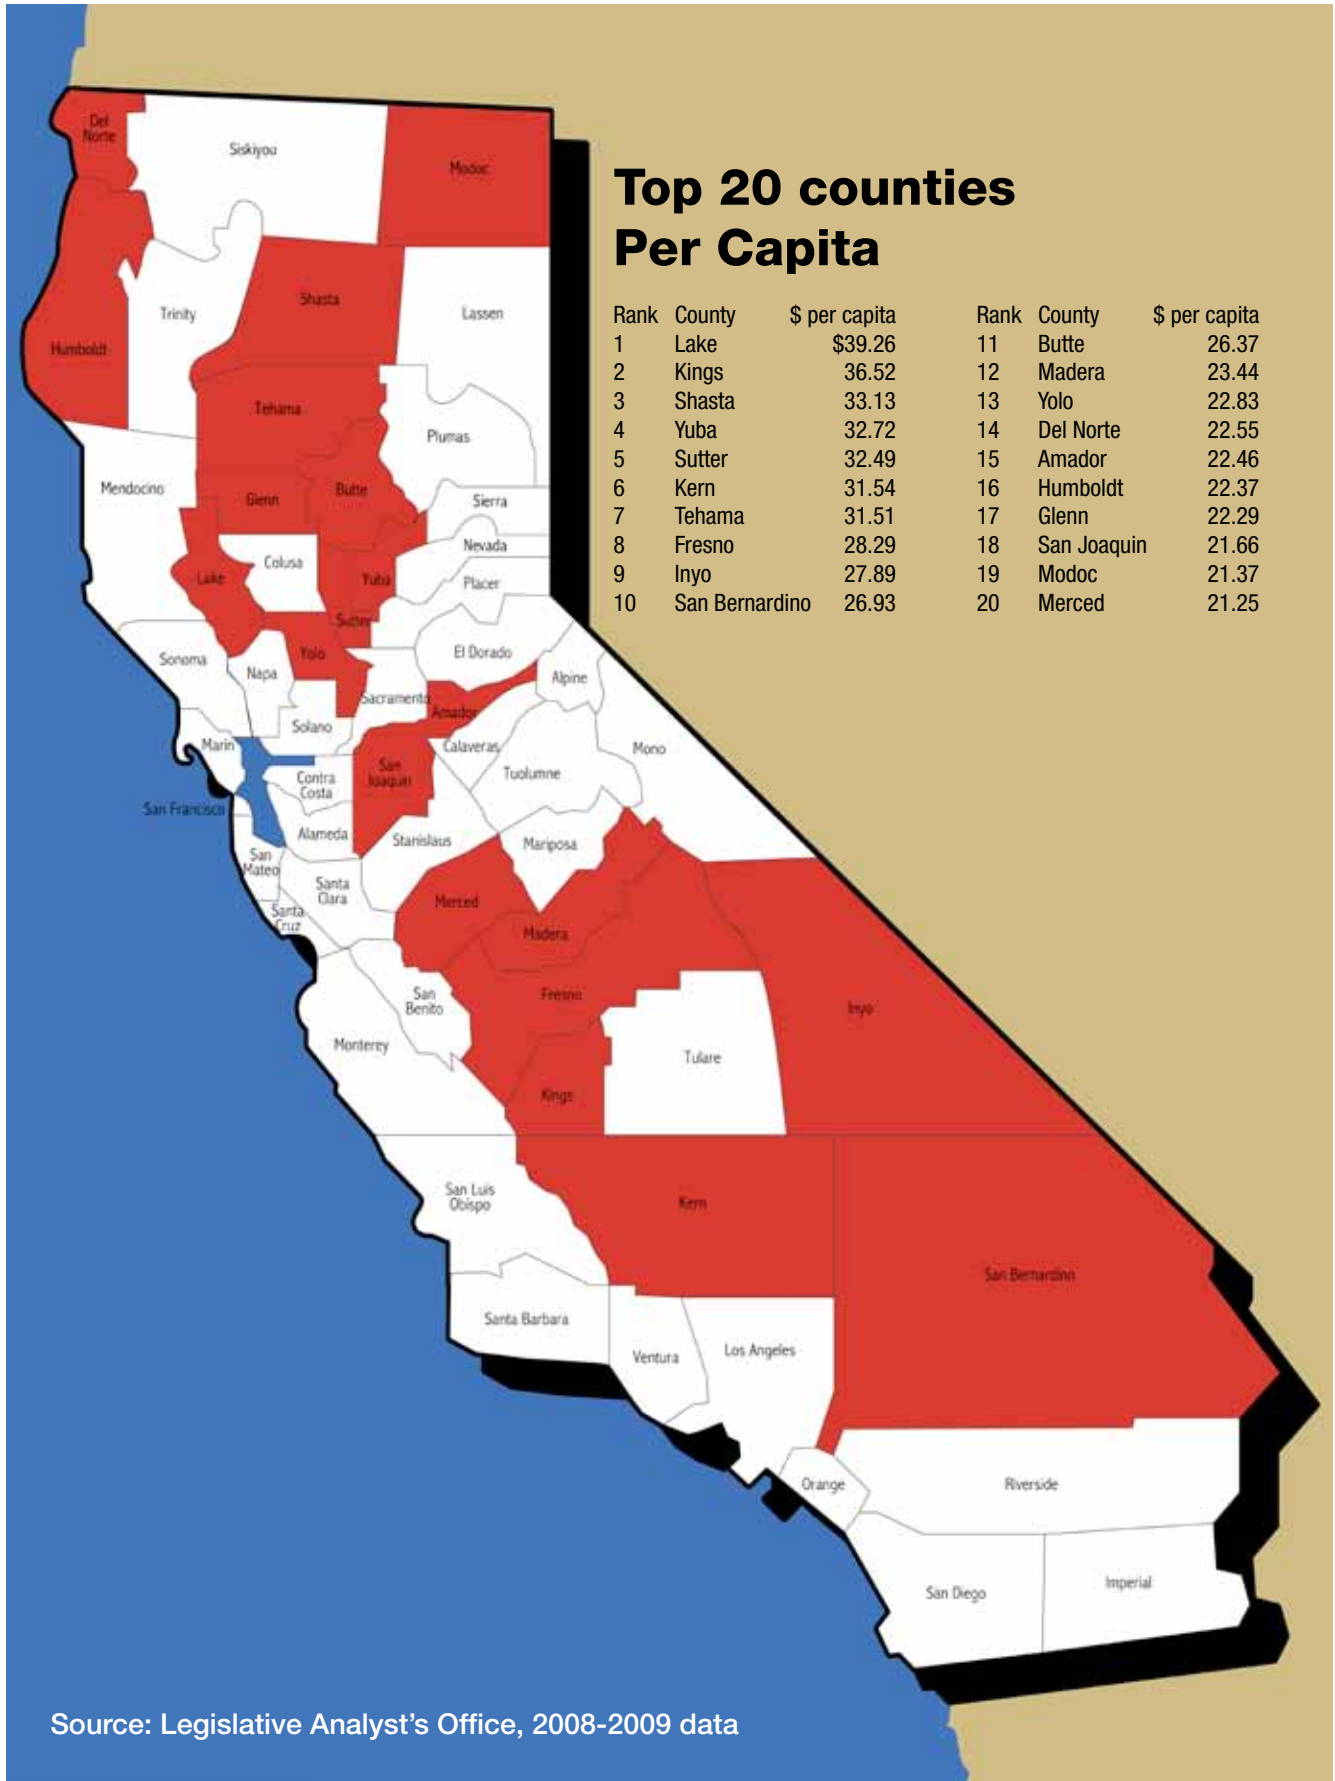 Top 20 counties
Per Capita
Rank County $ per capita
1 Lake $39.26
2 Kings 36.52
3 Shasta 33.13
4 Yuba 32.72
5 Sutter 32.49
6 Kern 31.54
7 Tehama 31.51
8 Fresno 28.29
9 Inyo 27.89
10 San Bernardino 26.93
Rank County $ per capita
11 Butte 26.37
12 Madera 23.44
13 Yolo 22.83
14 Del Norte 22.55
15 Amador 22.46
16 Humboldt 22.37
17 Glenn 22.29
18 San Joaquin 21.66
19 Modoc 21.37
20 Merced 21.25
Del
Norte
Siskiyou
Modoc
Shasta
Trinity
Lassen
Humboldt
Tehama
Plumas
Mendocino
Glenn
Butte
Sierra
Nevada
Colusa
Lake
Yuba
Placer
Sutter
Yolo
El Dorado
Sonoma
Napa
Alpine
Sacramento
Amador
Solano
Marin
Calaveras
Mono
San
Joaquin
Tuolumne
Contra
Costa
San Francisco
Alameda
Stanislaus
Mariposa
San
Mateo
Santa
Clara
Santa
Cruz
Merced
Madera
San
Benito
Fresno
Inyo
Monterey
Tulare
Kings
San Luis
Obispo
Kern
San Bernardino
Santa Barbara
Ventura
Los Angeles
Orange
Riverside
San Diego
Imperial
Source: Legislative Analyst's Office, 2008-2009 data